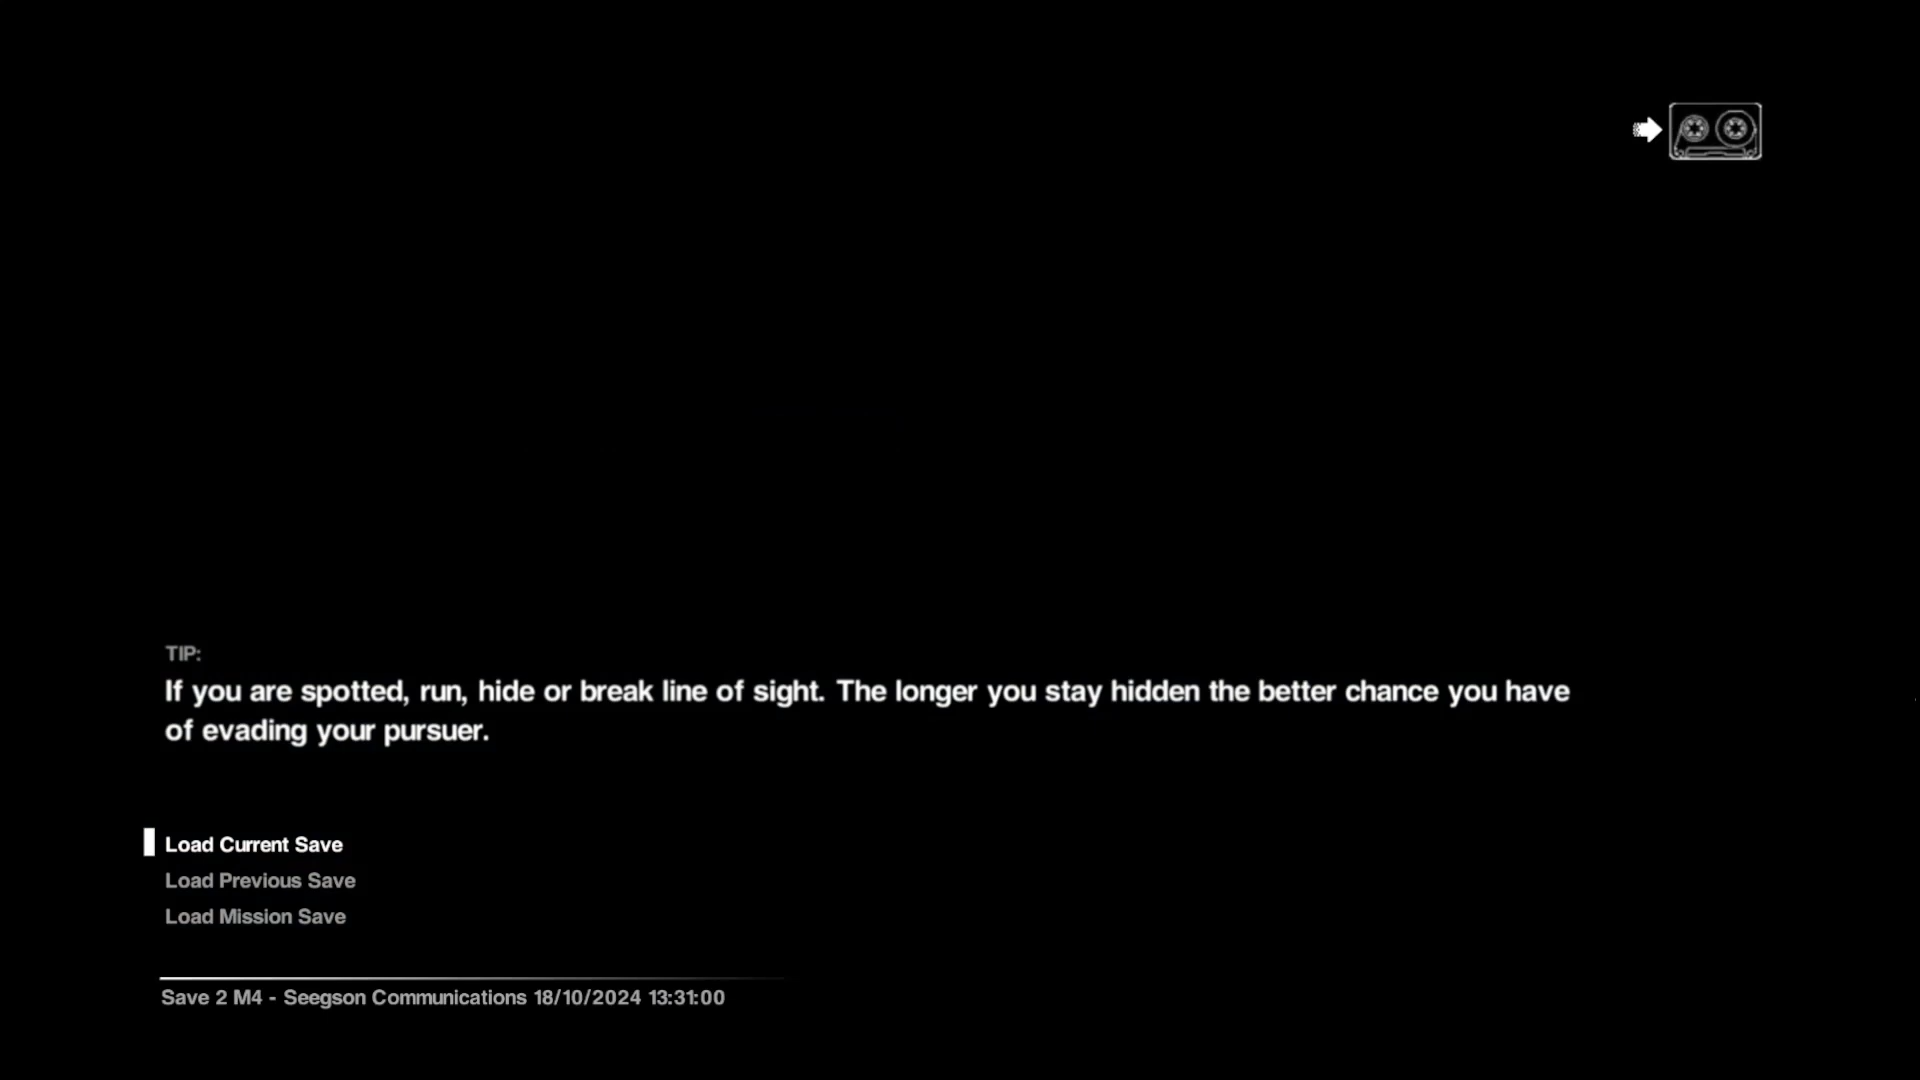 TIP:
If you are spotted, run, hide or break line of sight. The longer you stay hidden the better chance you have
of evading your pursuer.
Load Current Save
Load Previous Save
Load Mission Save
Save 2 M4 - Seegson Communications 18/10/2024 13:31:00